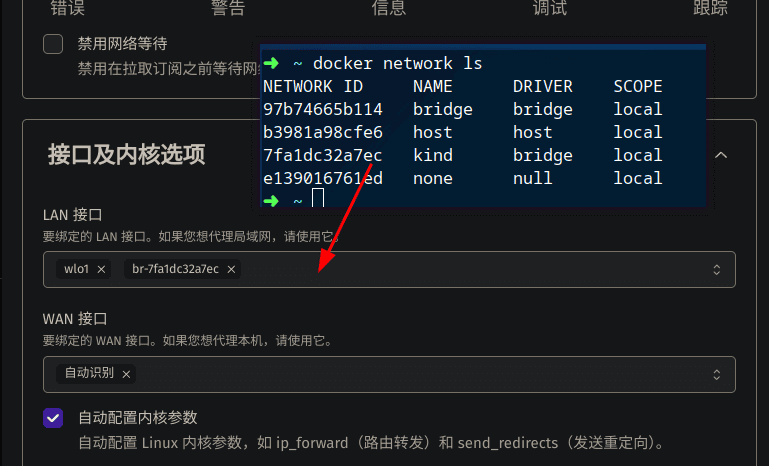 错误 警告 信息 调试 跟踪
禁用网络等待
禁用在拉取订阅之前等待网
➜ ~ docker network ls
NETWORK ID NAME DRIVER SCOPE
97b74665b114 bridge bridge local
b3981a98cfe6 host host local
7fa1dc32a7ec kind bridge local
e139016761ed none null local
➜ ~
接口及内核选项
LAN 接口
要绑定的 LAN 接口。如果您想代理局域网，请使用它。
wlo1 × br-7fa1dc32a7ec ×
WAN 接口
要绑定的 WAN 接口。如果您想代理本机，请使用它。
自动识别 ×
自动配置内核参数
自动配置 Linux 内核参数，如 ip_forward（路由转发）和 send_redirects（发送重定向）。